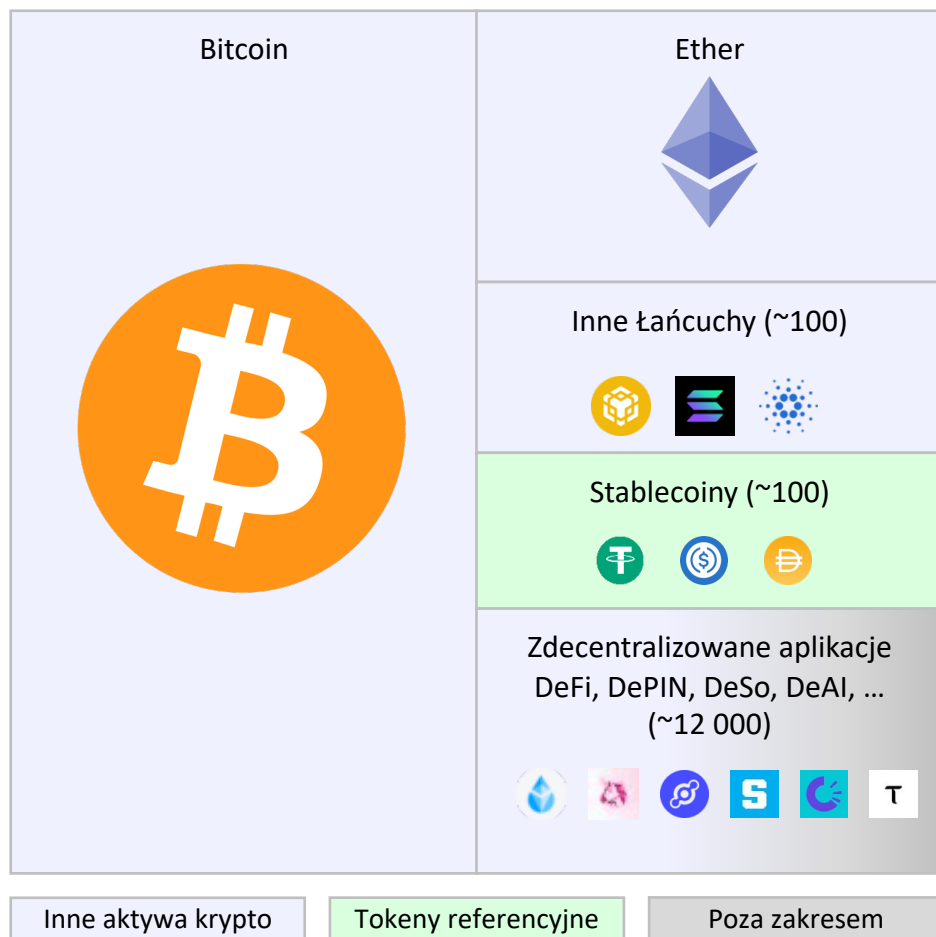 Bitcoin
Ether
Inne Łańcuchy (~100)
Stablecoiny (~100)
Zdecentralizowane aplikacje
DeFi, DePIN, DeSo, DeAI, ...
(~12 000)
S
τ
Inne aktywa krypto
Tokeny referencyjne
Poza zakresem